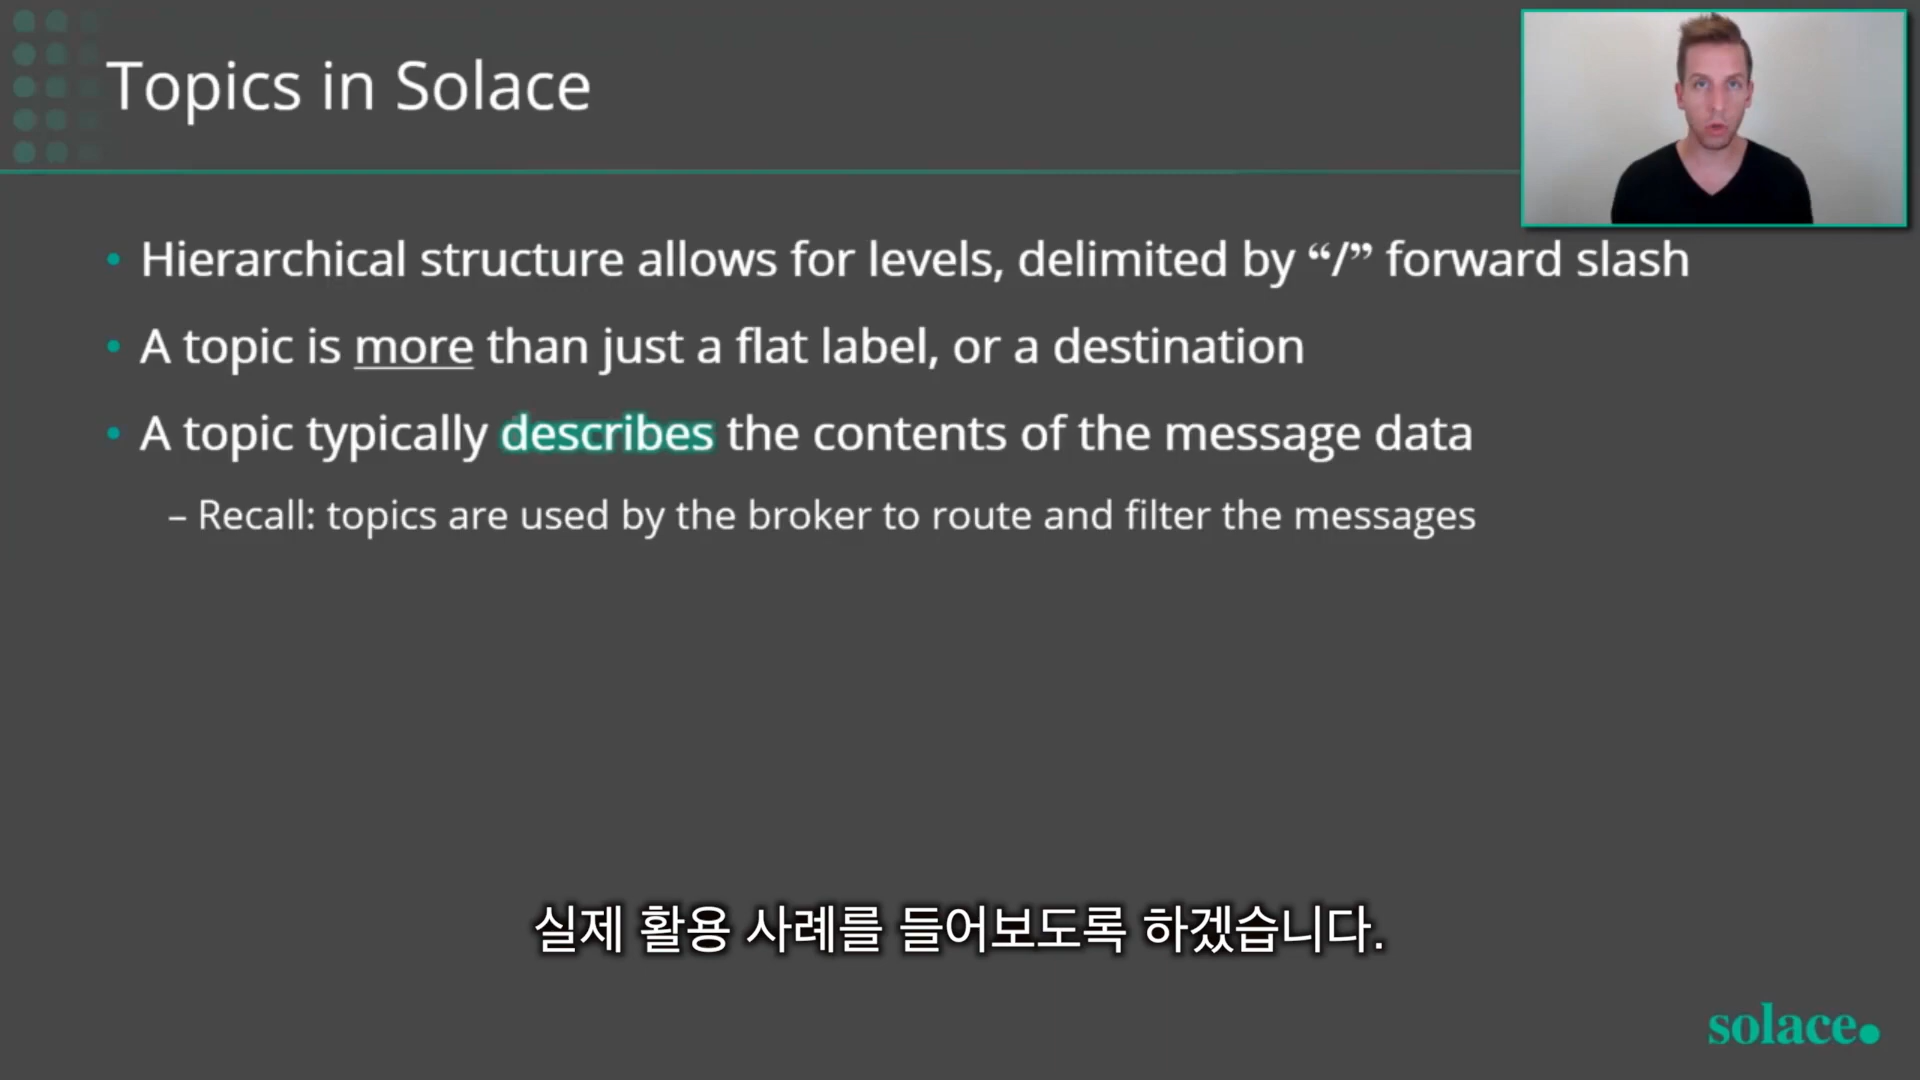 Topics in Solace
• Hierarchical structure allows for levels, delimited by “/” forward slash
• A topic is more than just a flat label, or a destination
• A topic typically describes the contents of the message data
– Recall: topics are used by the broker to route and filter the messages
실제 활용 사례를 들어보도록 하겠습니다.
solace.